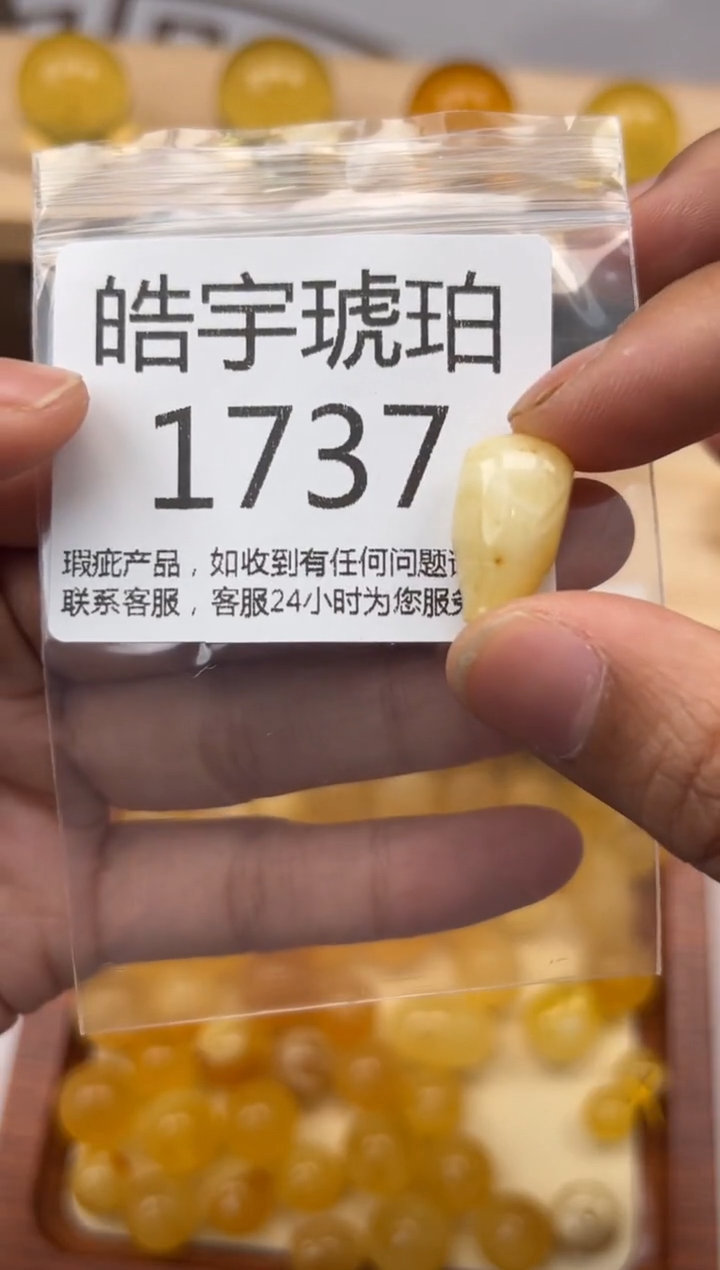 皓宇琥珀
1737
瑕疵产品，如收到有任何问题
联系客服，客服24小时为您服务